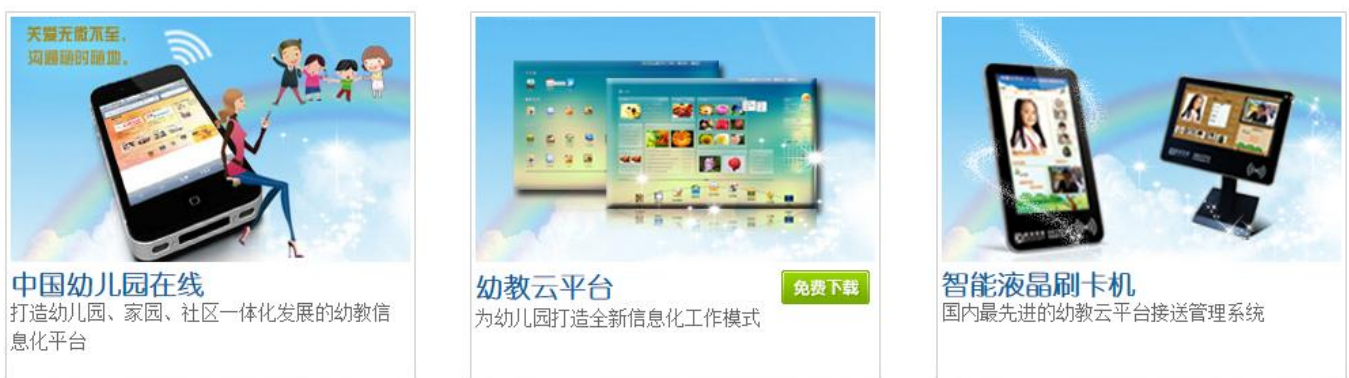 关爱无微不至,
沟通随时随地。
中国幼儿园在线
打造幼儿园、家园、社区一体化发展的幼教信
息化平台
幼教云平台
免费下载
为幼儿园打造全新信息化工作模式
智能液晶刷卡机
国内最先进的幼教云平台接送管理系统